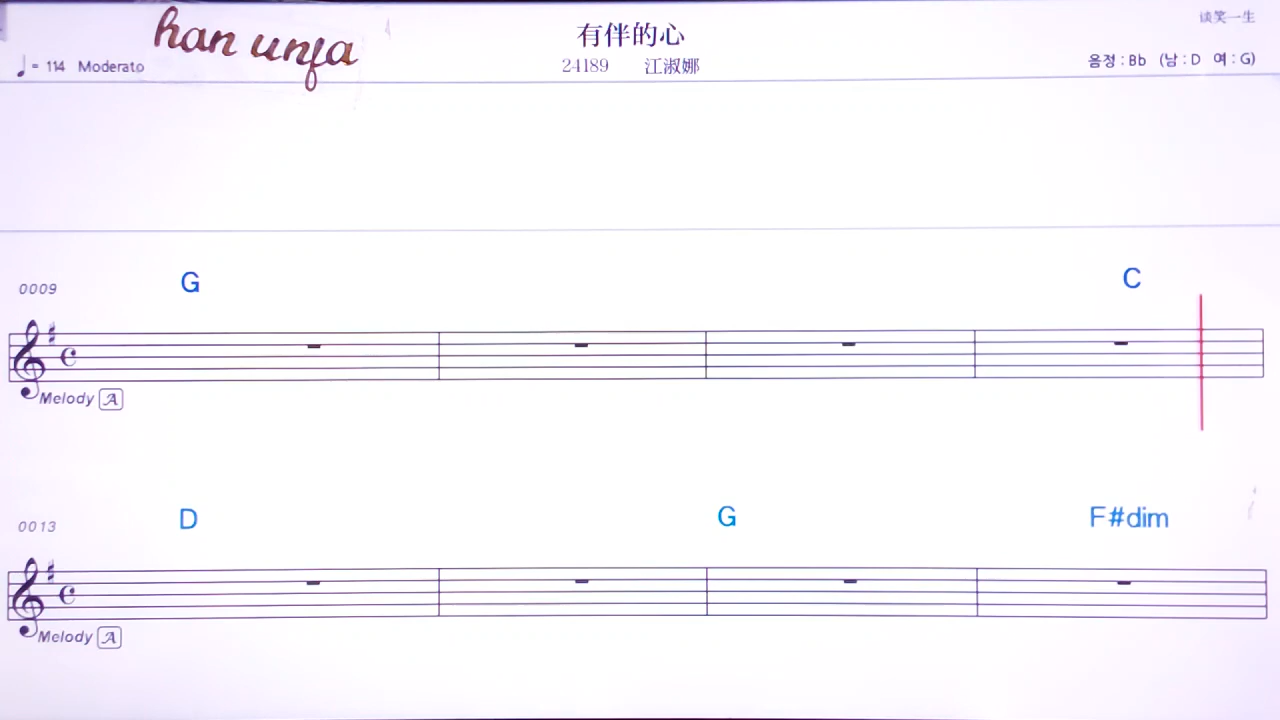 han unfa
有伴的心
谈笑一生
♩= 114 Moderato
24189 江淑娜
음정 : Bb (남 : D 여 : G)
0009
G C
Melody A
0013
D G F#dim
Melody A